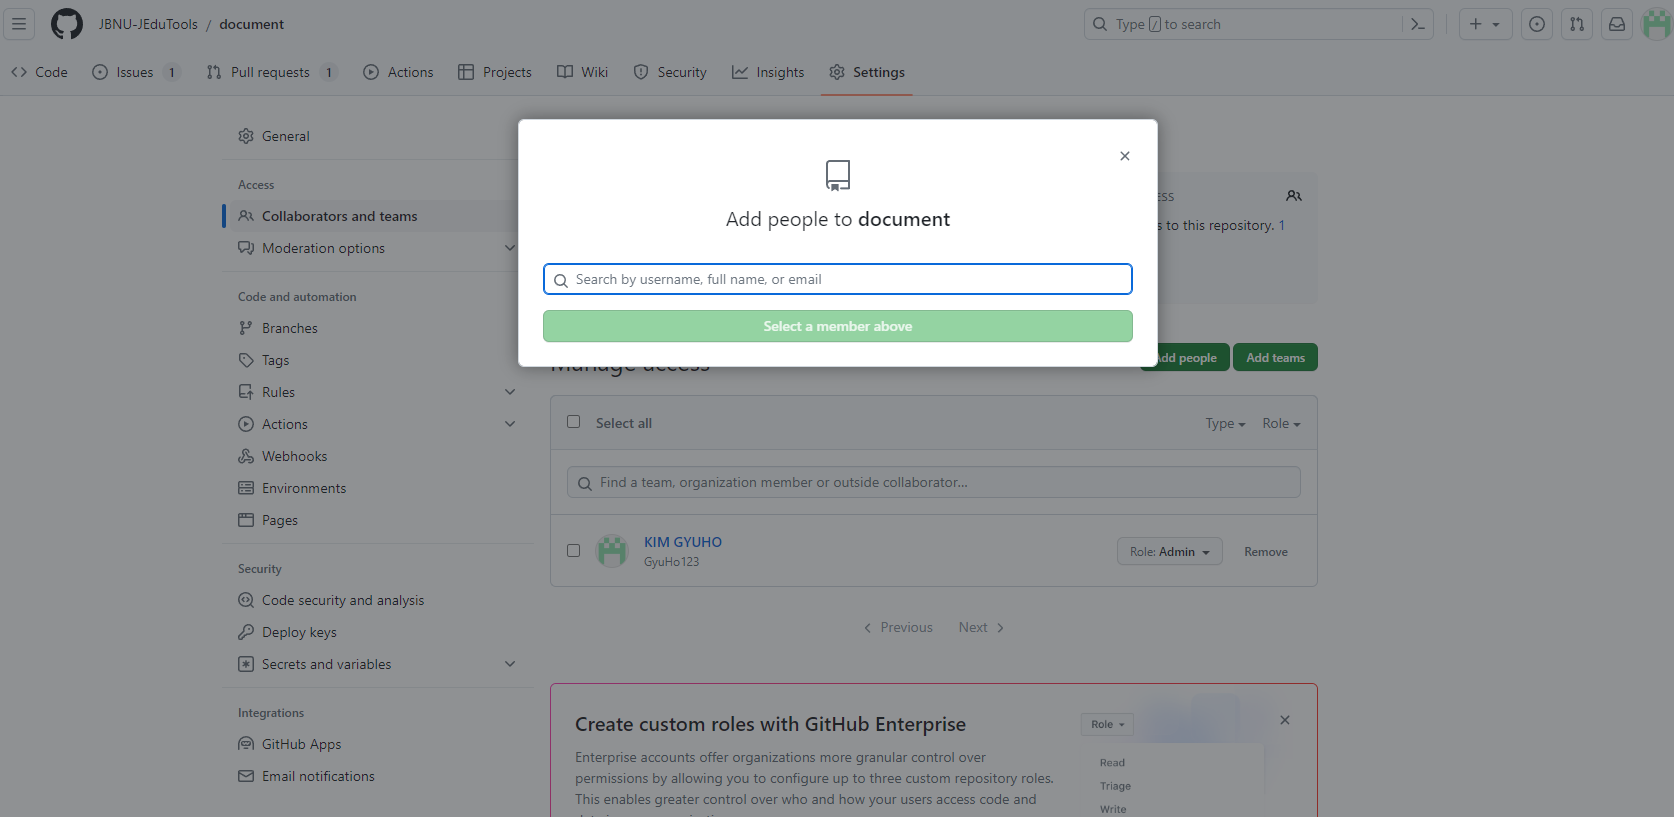 JBNU-JEduTools / document
Type / to search
Code
Issues 1
Pull requests 1
Actions
Projects
Wiki
Security
Insights
Settings
General
Access
Collaborators and teams
Moderation options
Code and automation
Branches
Tags
Rules
Actions
Webhooks
Environments
Pages
Security
Code security and analysis
Deploy keys
Secrets and variables
Integrations
GitHub Apps
Email notifications
Add people to document
Search by username, full name, or email
Select a member above
to this repository. 1
Manage access
Add people
Add teams
Select all
Type
Role
Find a team, organization member or outside collaborator...
KIM GYUHO
GyuHo123
Role: Admin
Remove
Previous
Next
Create custom roles with GitHub Enterprise
Enterprise accounts offer organizations more granular control over
permissions by allowing you to configure up to three custom repository roles.
This enables greater control over who and how your users access code and
Role
Read
Triage
Write